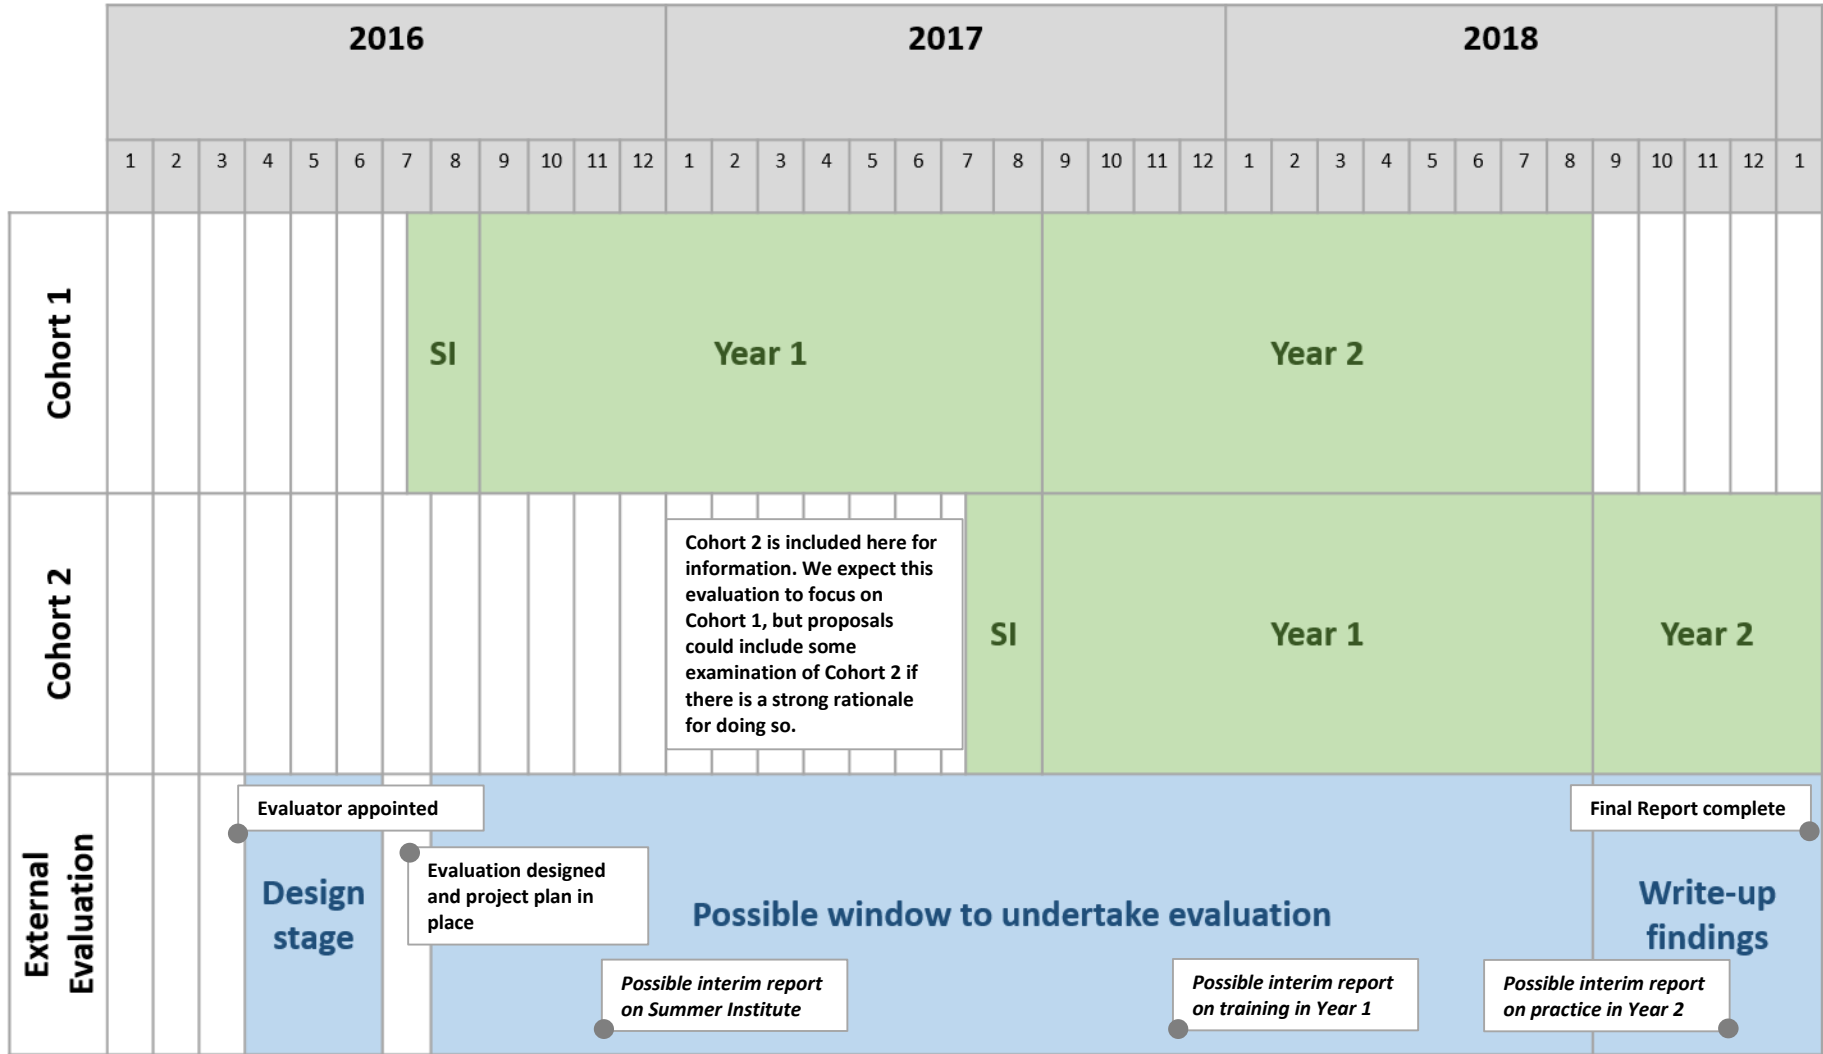 2016 2017 2018
1 2 3 4 5 6 7 8 9 10 11 12 1 2 3 4 5 6 7 8 9 10 11 12 1 2 3 4 5 6 7 8 9 10 11 12 1
Cohort 1
SI
Year 1
Year 2
Cohort 2
Cohort 2 is included here for
information. We expect this
evaluation to focus on
Cohort 1, but proposals
could include some
examination of Cohort 2 if
there is a strong rationale
for doing so.
SI
Year 1
Year 2
External
Evaluation
Evaluator appointed
Design
stage
Evaluation designed
and project plan in
place
Possible window to undertake evaluation
Possible interim report
on Summer Institute
Possible interim report
on training in Year 1
Final Report complete
Write-up
findings
Possible interim report
on practice in Year 2